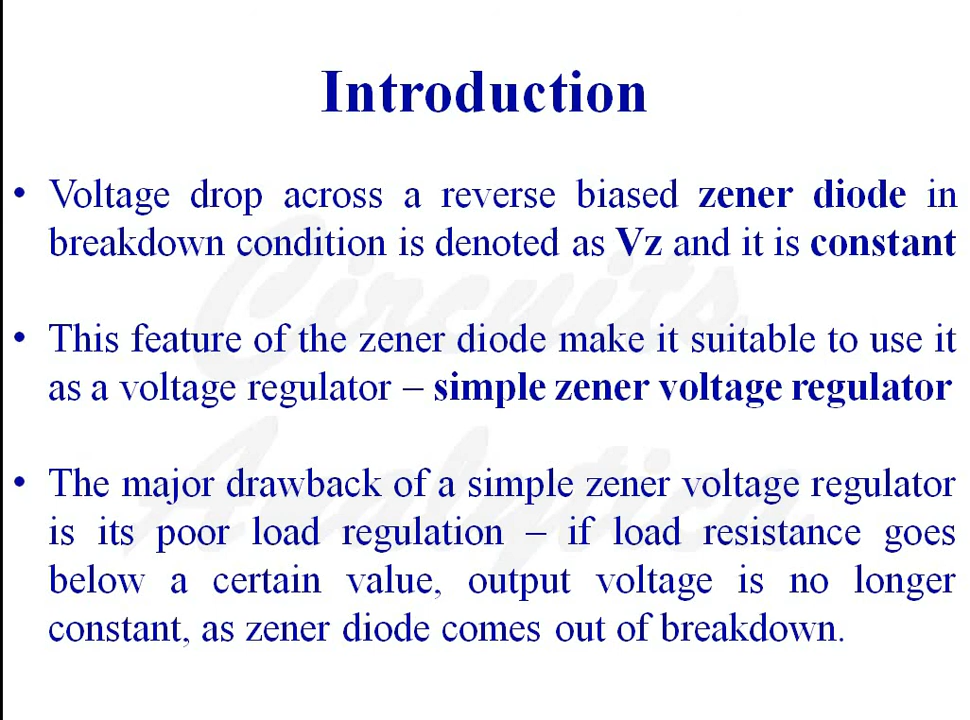 Introduction
• Voltage drop across a reverse biased zener diode in
breakdown condition is denoted as Vz and it is constant
• This feature of the zener diode make it suitable to use it
as a voltage regulator – simple zener voltage regulator
• The major drawback of a simple zener voltage regulator
is its poor load regulation – if load resistance goes
below a certain value, output voltage is no longer
constant, as zener diode comes out of breakdown.
Circuits
Analytica